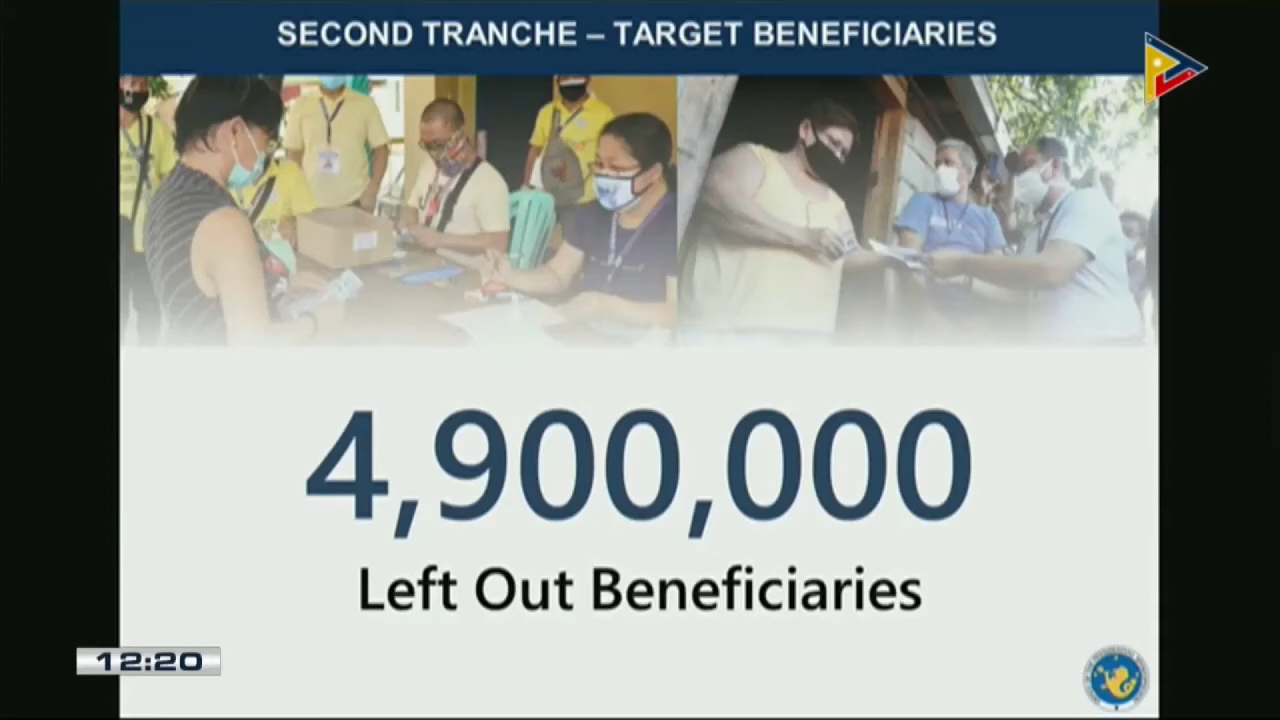 SECOND TRANCHE – TARGET BENEFICIARIES
4,900,000
Left Out Beneficiaries
12:20